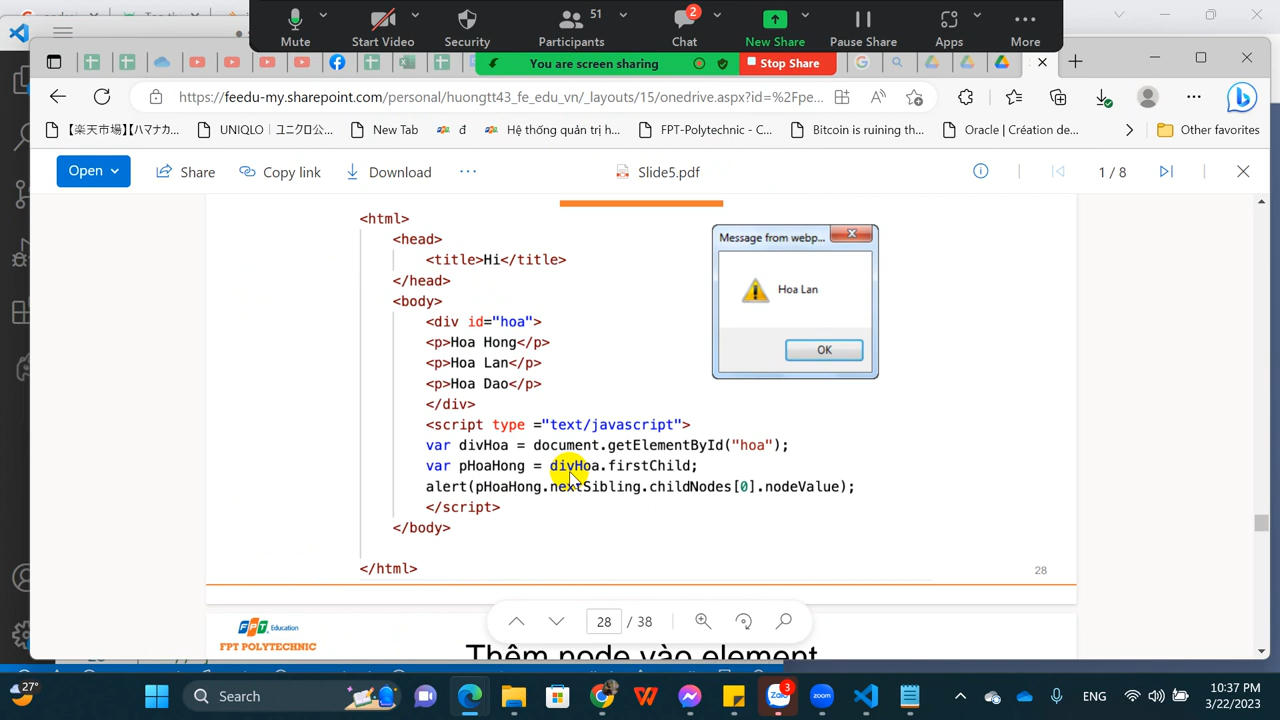 51
2
Mute
Start Video
Security
Participants
Chat
New Share
Pause Share
Apps
More
You are screen sharing
Stop Share
https://feedu-my.sharepoint.com/personal/huongtt43_fe_edu_vn/_layouts/15/onedrive.aspx?id=%2Fpe...
【楽天市場】【ハマナカ...
UNIQLO｜ユニクロ公...
New Tab
đ
Hệ thống quản trị h...
FPT-Polytechnic - C...
Bitcoin is ruining th...
Oracle | Création de...
Other favorites
Open
Share
Copy link
Download
Slide5.pdf
1 / 8
<html>
<head>
<title>Hi</title>
</head>
<body>
<div id="hoa">
<p>Hoa Hong</p>
<p>Hoa Lan</p>
<p>Hoa Dao</p>
</div>
<script type ="text/javascript">
var divHoa = document.getElementById("hoa");
var pHoaHong = divHoa.firstChild;
alert(pHoaHong.nextSibling.childNodes[0].nodeValue);
</script>
</body>
</html>
Message from webp...
Hoa Lan
OK
28
28 / 38
FPT Education
FPT POLYTECHNIC
Thêm node vào element
27°
Search
Zalo
3
zoom
ENG
10:37 PM
3/22/2023